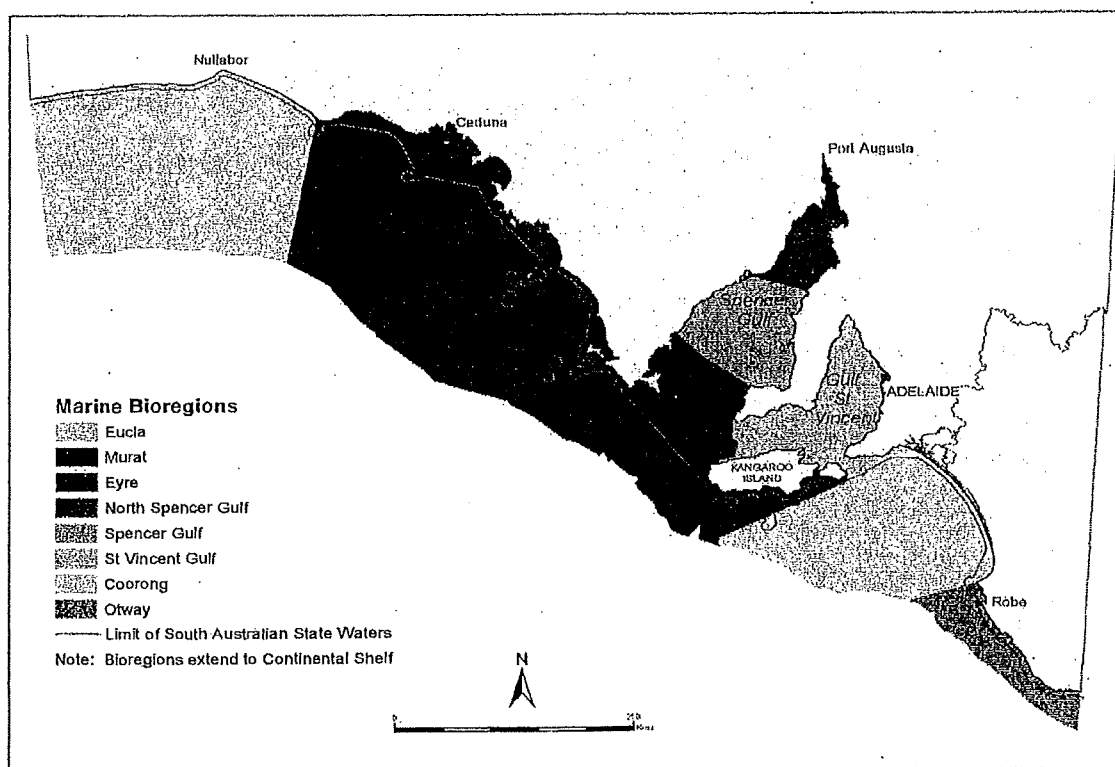 Nullabor
Ceduna
Port Augusta
Spencer
Gulf
Gulf
St
Vincent
ADELAIDE
KANGAROO
ISLAND
Robe
Marine Bioregions
Eucla
Murat
Eyre
North Spencer Gulf
Spencer Gulf
St Vincent Gulf
Coorong
Otway
Limit of South Australian State Waters
Note: Bioregions extend to Continental Shelf
N
0